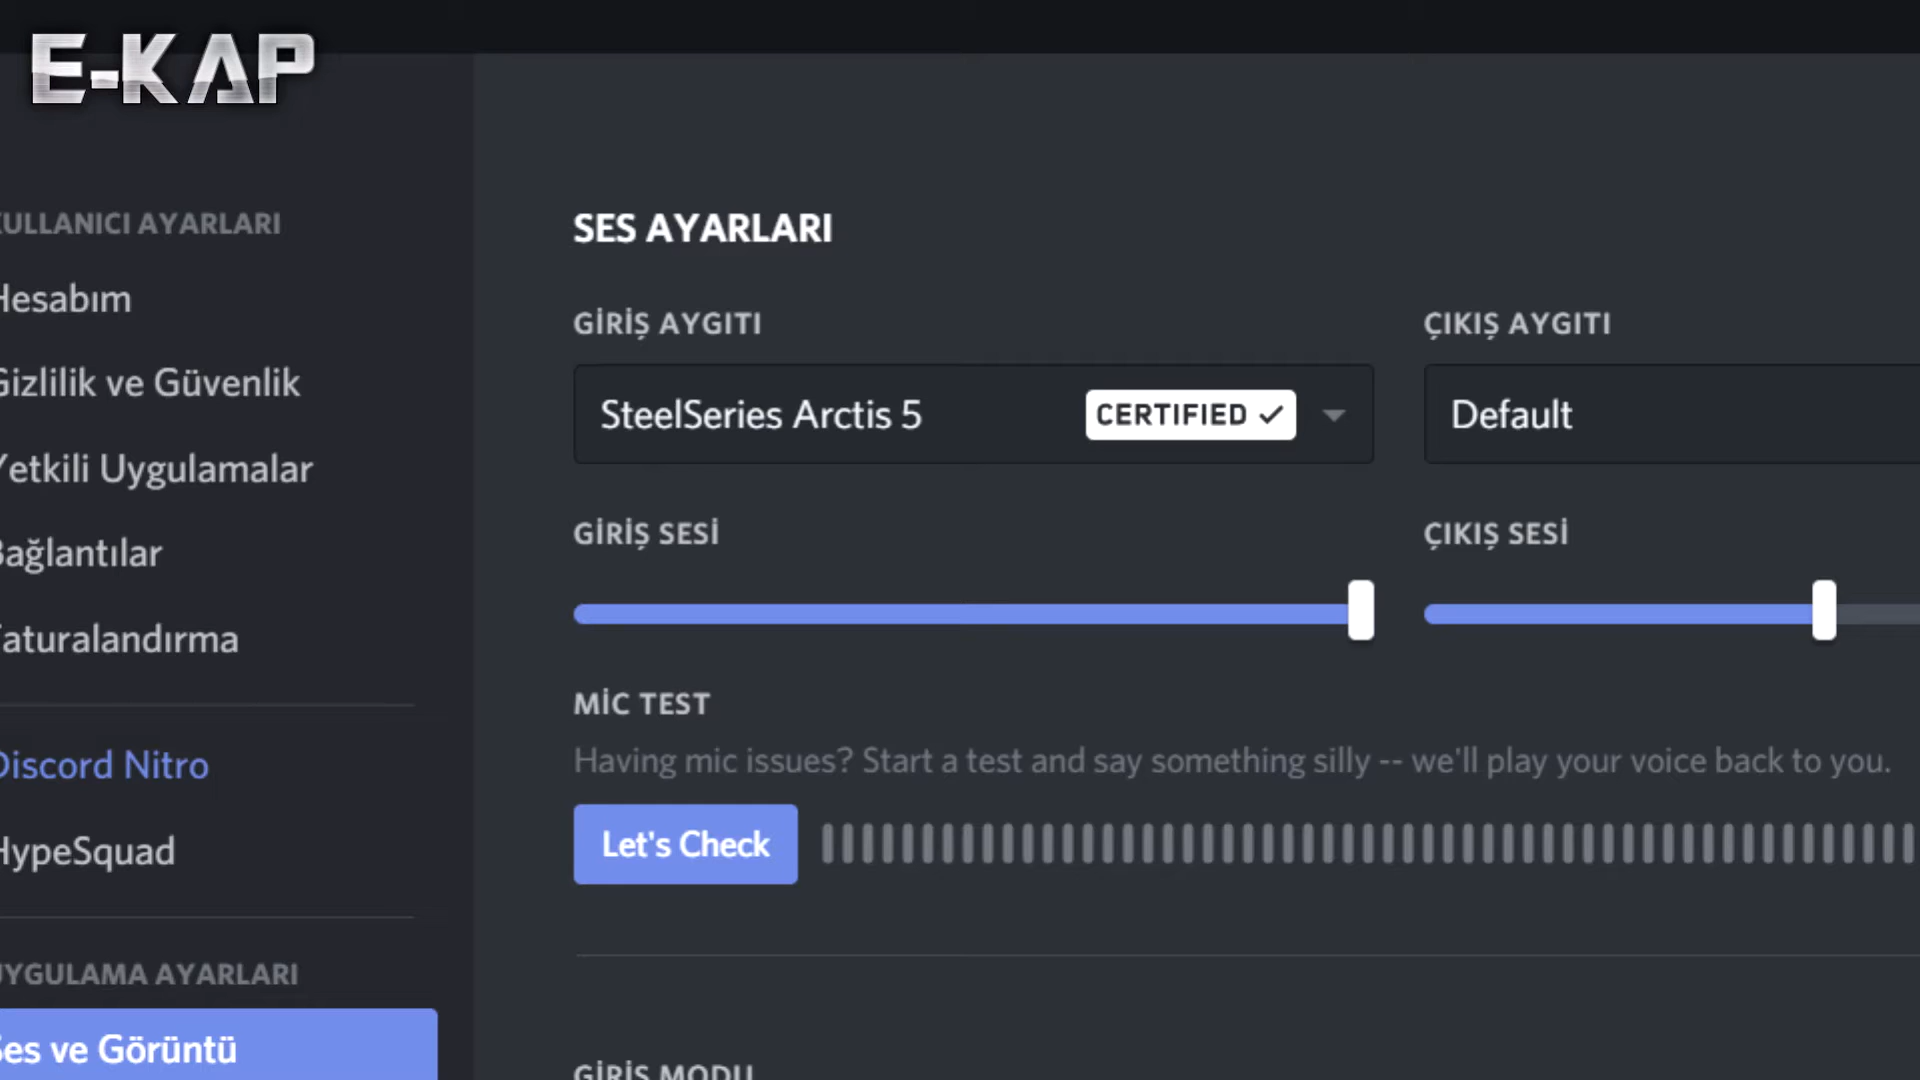 E-KAP
KULLANICI AYARLARI
Hesabım
Gizlilik ve Güvenlik
Yetkili Uygulamalar
Bağlantılar
Faturalandırma
Discord Nitro
HypeSquad
UYGULAMA AYARLARI
Ses ve Görüntü
SES AYARLARI
GİRİŞ AYGITI
SteelSeries Arctis 5 CERTIFIED
ÇIKIŞ AYGITI
Default
GİRİŞ SESİ
ÇIKIŞ SESİ
MİC TEST
Having mic issues? Start a test and say something silly -- we'll play your voice back to you.
Let's Check
GİRİŞ MODU